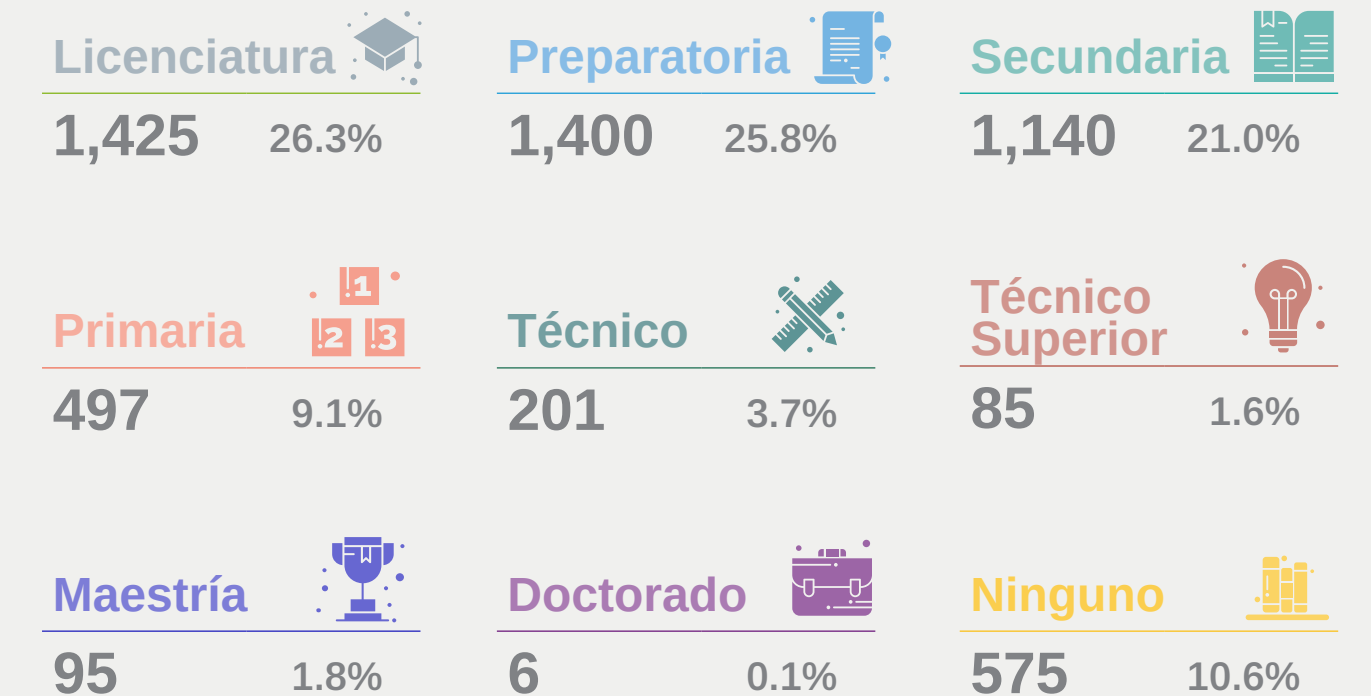 Licenciatura
1,425 26.3%
Preparatoria
1,400 25.8%
Secundaria
1,140 21.0%
1
2 3
Primaria
497 9.1%
Técnico
201 3.7%
Técnico
Superior
85 1.6%
Maestría
95 1.8%
Doctorado
6 0.1%
Ninguno
575 10.6%